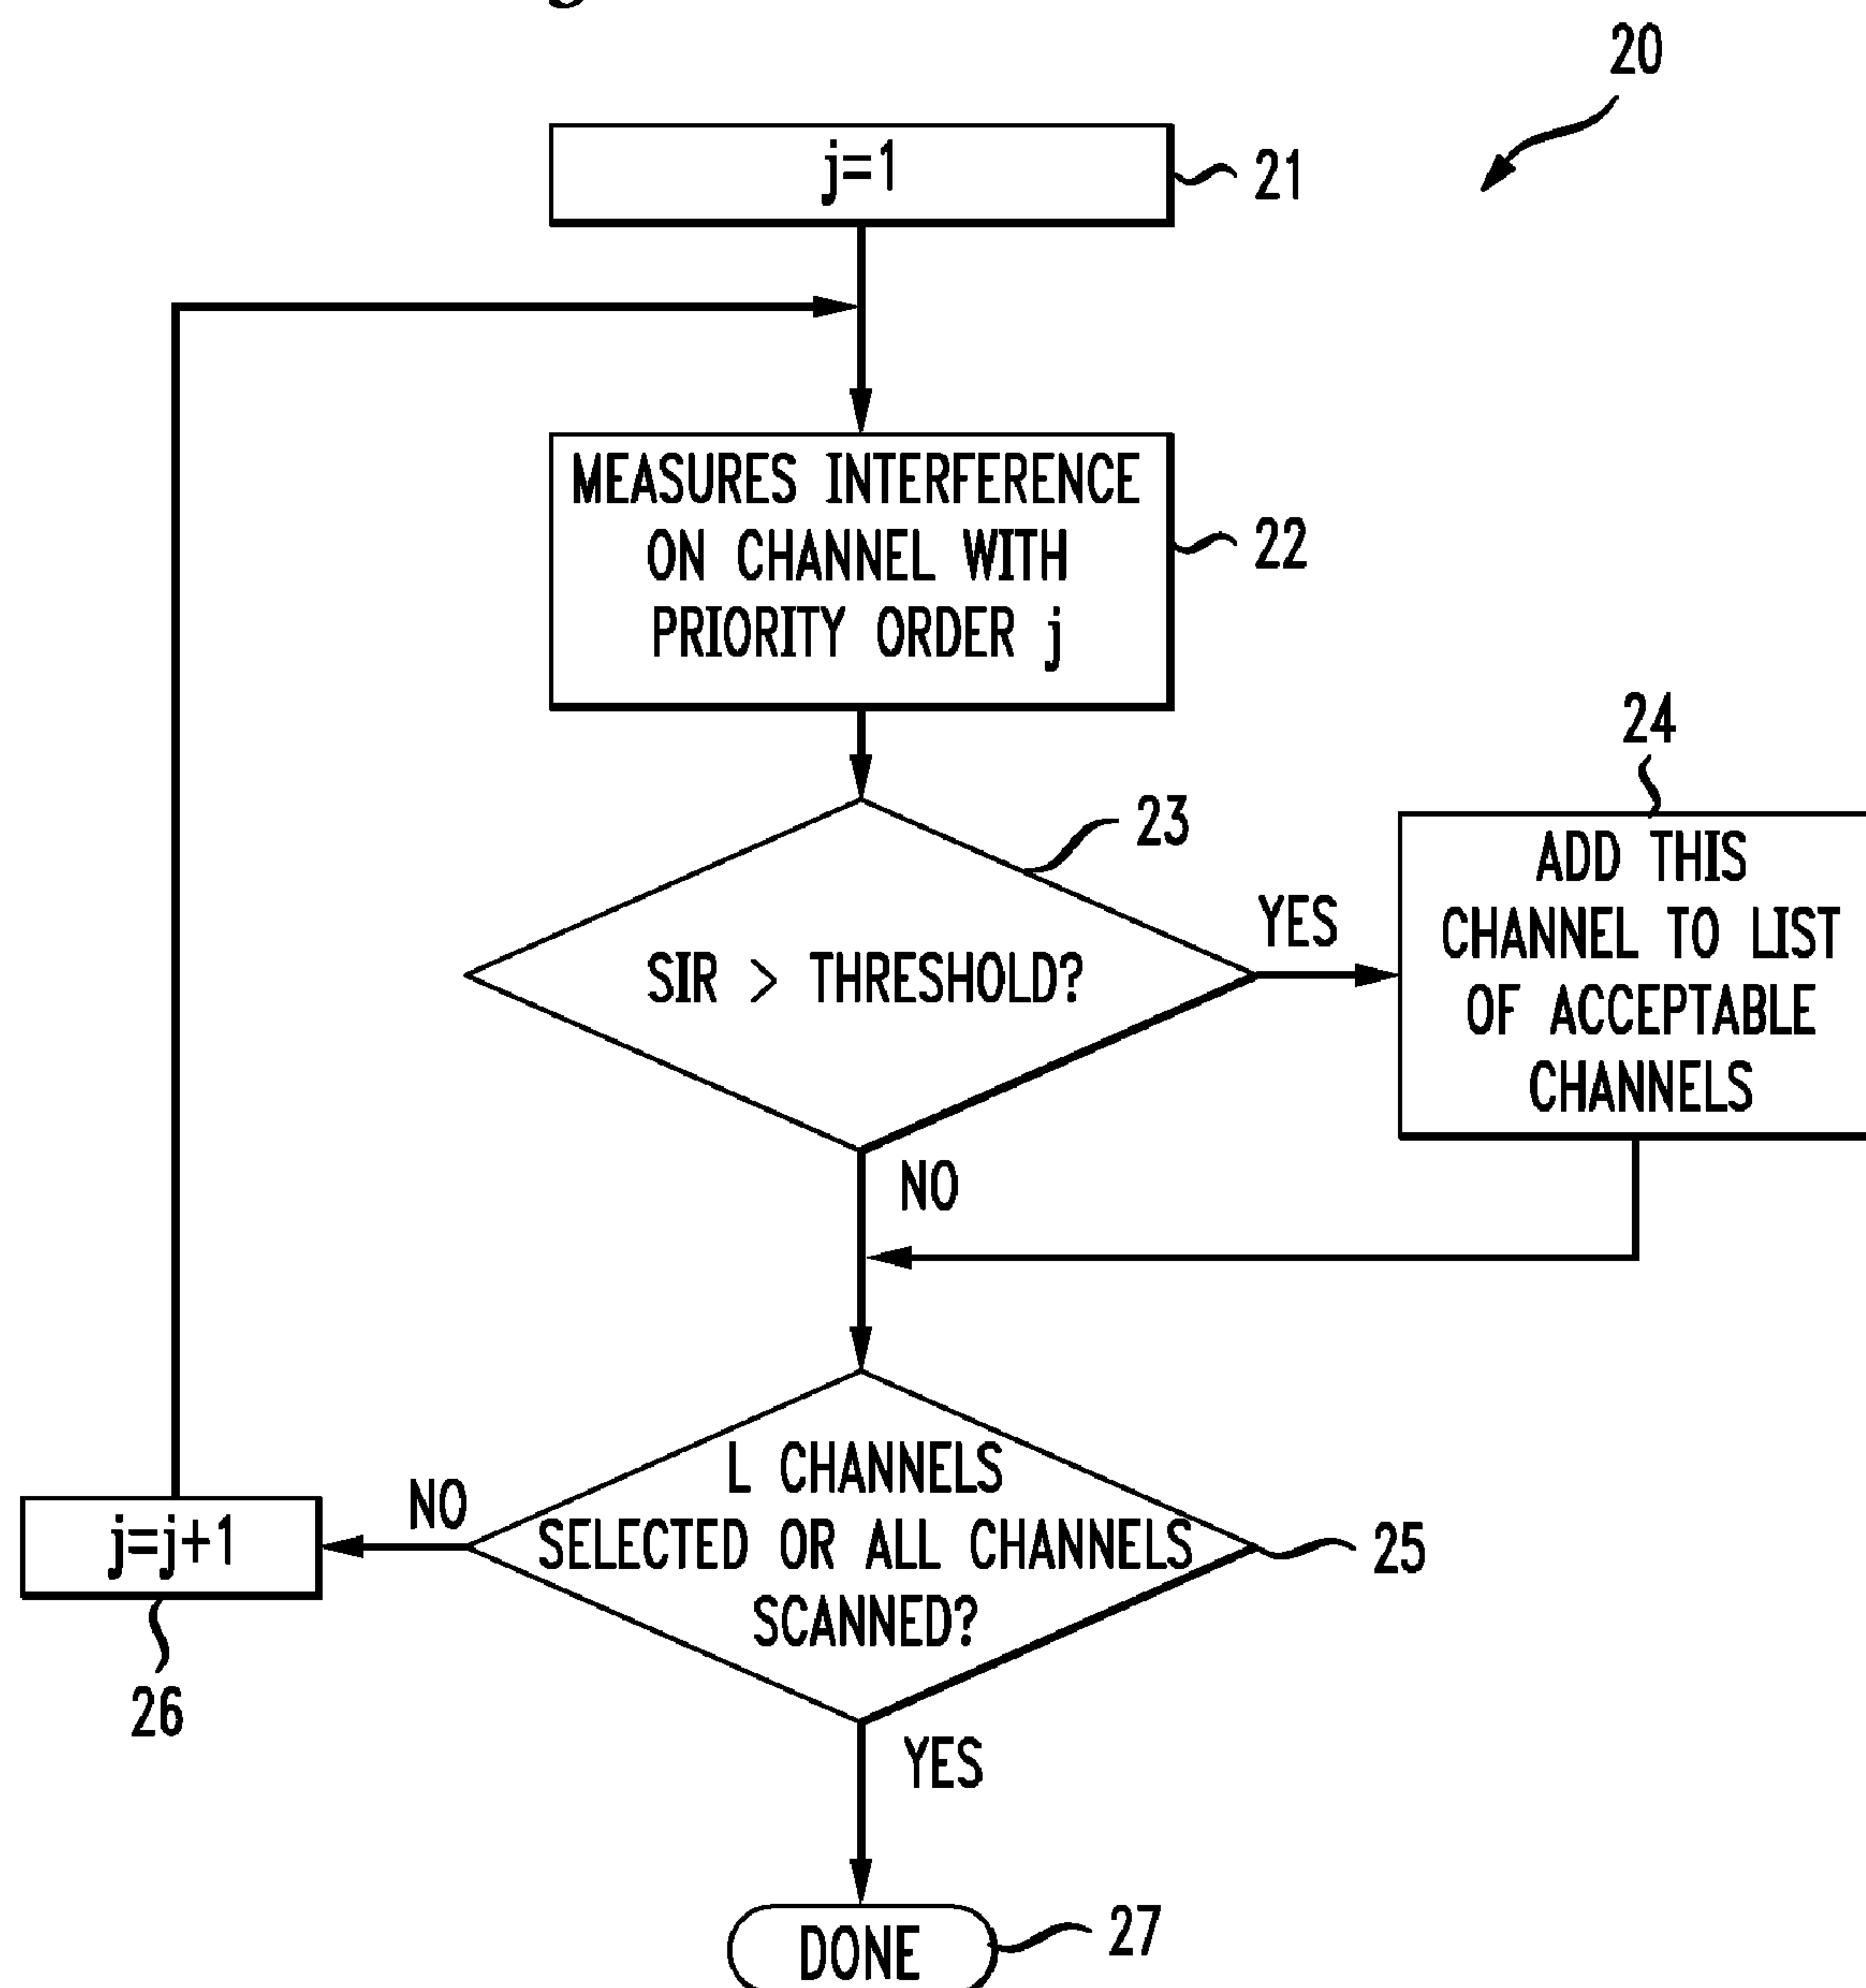 20
j=1
21
MEASURES INTERFERENCE
ON CHANNEL WITH
PRIORITY ORDER j
22
23
SIR > THRESHOLD?
YES
24
ADD THIS
CHANNEL TO LIST
OF ACCEPTABLE
CHANNELS
NO
L CHANNELS
SELECTED OR ALL CHANNELS
SCANNED?
25
NO
j=j+1
26
YES
DONE
27